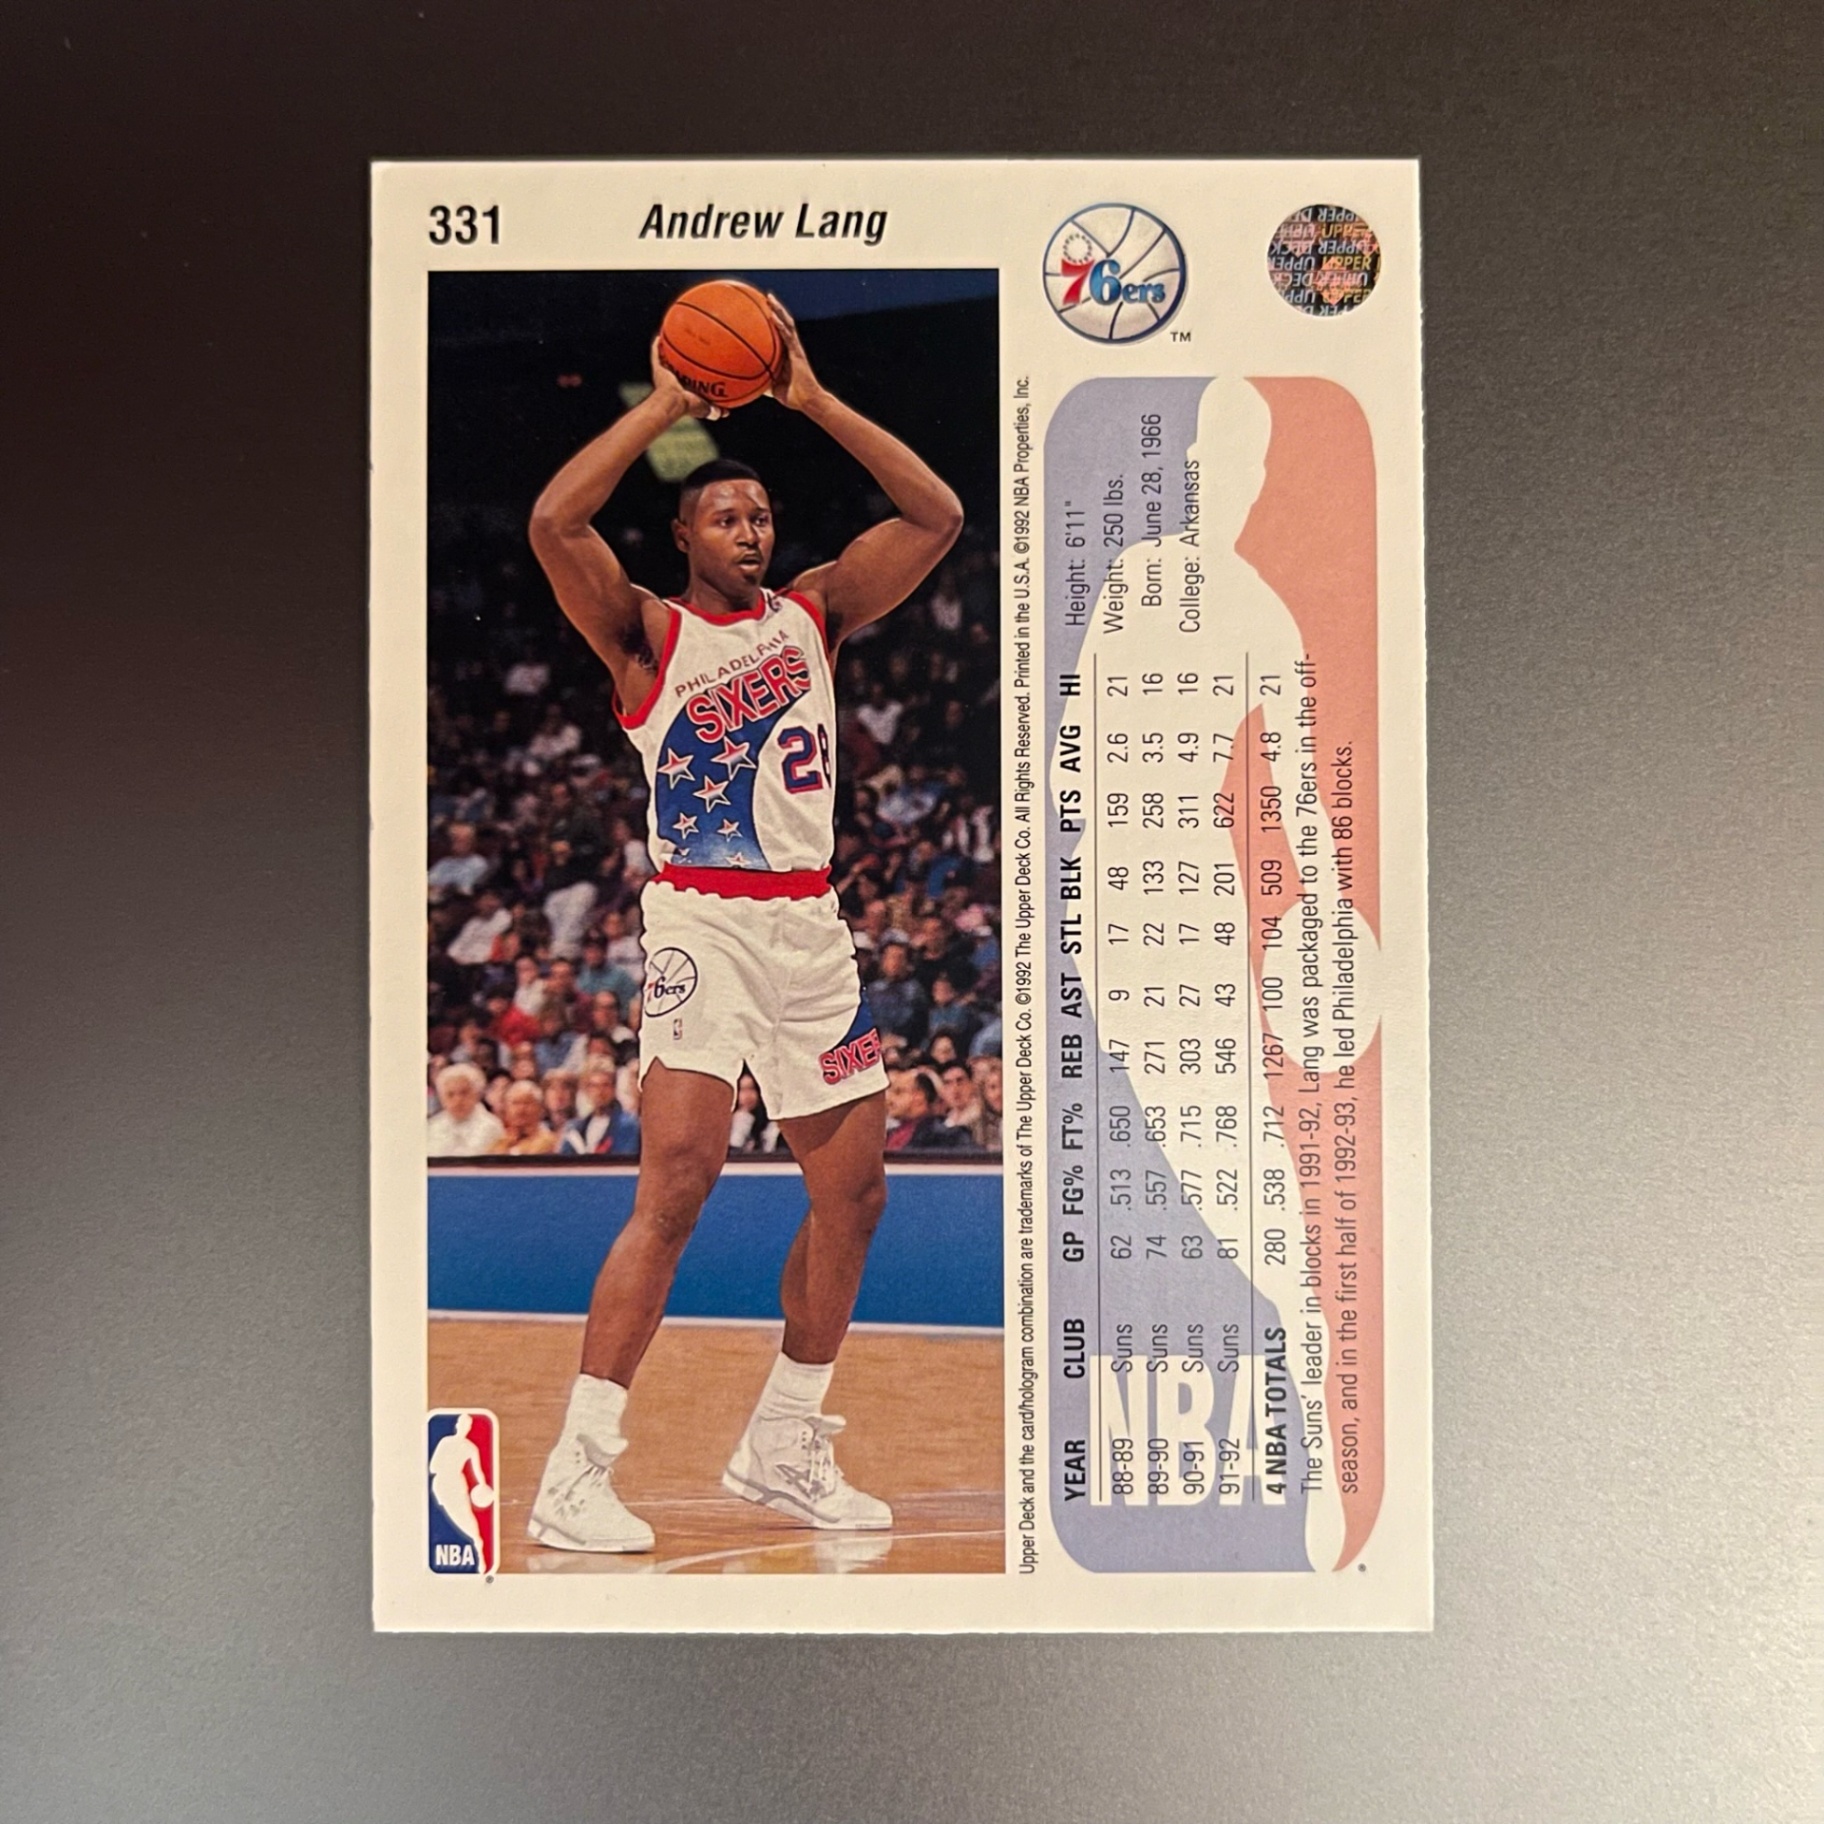 331
Andrew Lang
76ers
TM
UPPER DECK
SPALDING
PHILADELPHIA
SIXERS
28
76ers
SIXER
NBA
Upper Deck and the card/hologram combination are trademarks of The Upper Deck Co. ©1992 The Upper Deck Co. All Rights Reserved. Printed in the U.S.A. ©1992 NBA Properties, Inc.
Height: 6'11"
Weight: 250 lbs.
Born: June 28, 1966
College: Arkansas
YEAR CLUB GP FG% FT% REB AST STL BLK PTS AVG HI
88-89 Suns 62 .513 .650 147 9 17 48 159 2.6 21
89-90 Suns 74 .557 .653 271 21 22 133 258 3.5 16
90-91 Suns 63 .577 .715 303 27 17 127 311 4.9 16
91-92 Suns 81 .522 .768 546 43 48 201 622 7.7 21
4 NBA TOTALS 280 .538 .712 1267 100 104 509 1350 4.8 21
The Suns' leader in blocks in 1991-92, Lang was packaged to the 76ers in the off-
season, and in the first half of 1992-93, he led Philadelphia with 86 blocks.
NBA